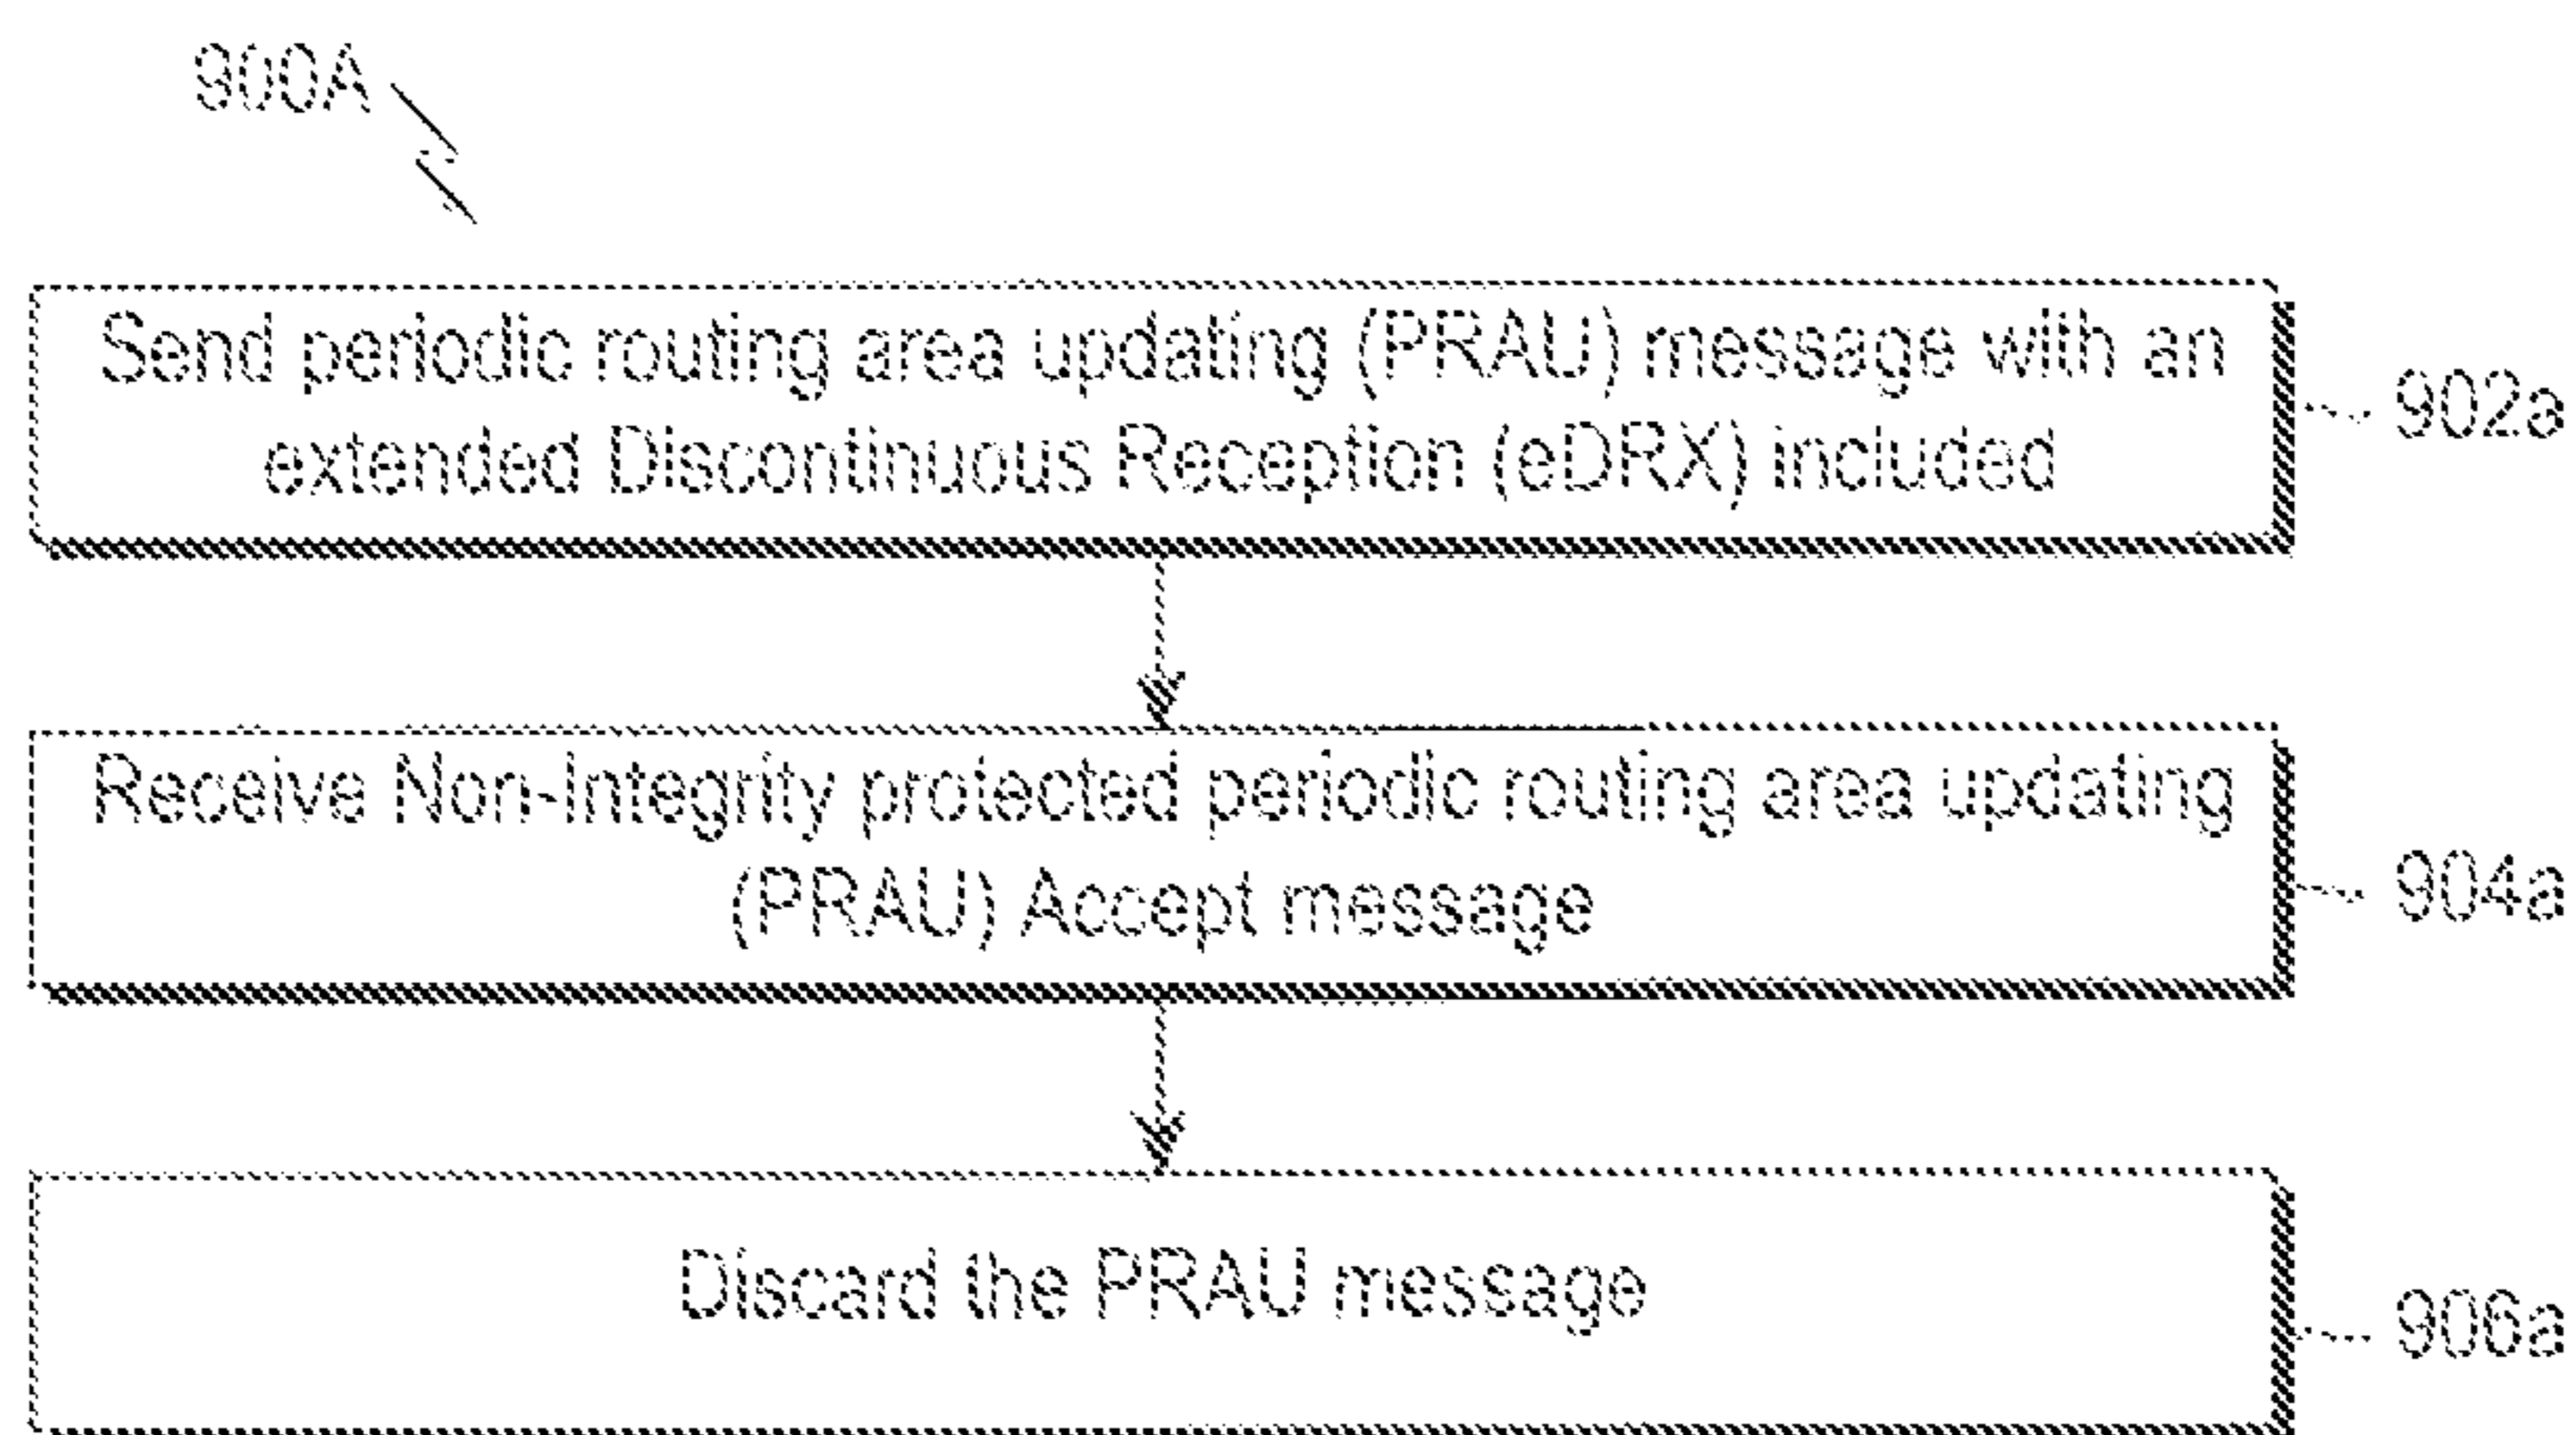 900A
Send periodic routing area updating (PRAU) message with an
extended Discontinuous Reception (eDRX) included
902a
Receive Non-Integrity protected periodic routing area updating
(PRAU) Accept message
904a
Discard the PRAU message
906a